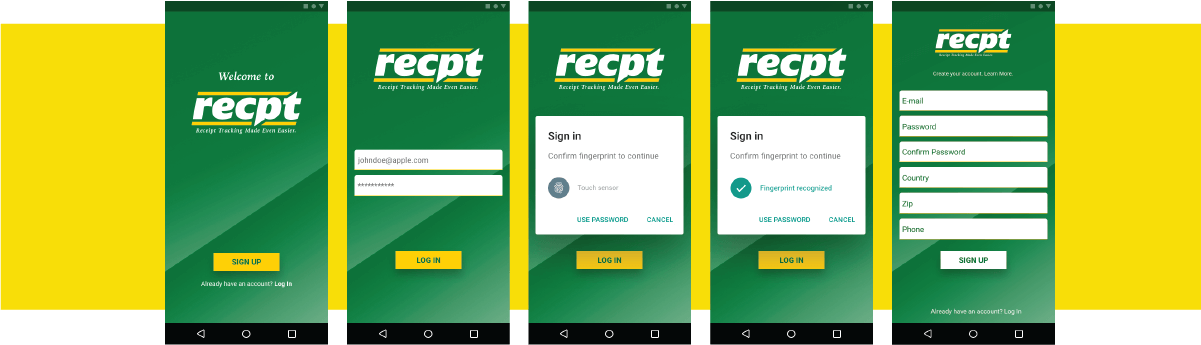 Welcome to
recpt
Receipt Tracking Made Even Easier.
SIGN UP
Already have an account? Log In
recpt
Receipt Tracking Made Even Easier.
johndoe@apple.com
***********
LOG IN
recpt
Receipt Tracking Made Even Easier.
Sign in
Confirm fingerprint to continue
Touch sensor
USE PASSWORD CANCEL
LOG IN
recpt
Receipt Tracking Made Even Easier.
Sign in
Confirm fingerprint to continue
Fingerprint recognized
USE PASSWORD CANCEL
LOG IN
recpt
Receipt Tracking Made Even Easier.
Create your account. Learn More.
E-mail
Password
Confirm Password
Country
Zip
Phone
SIGN UP
Already have an account? Log In